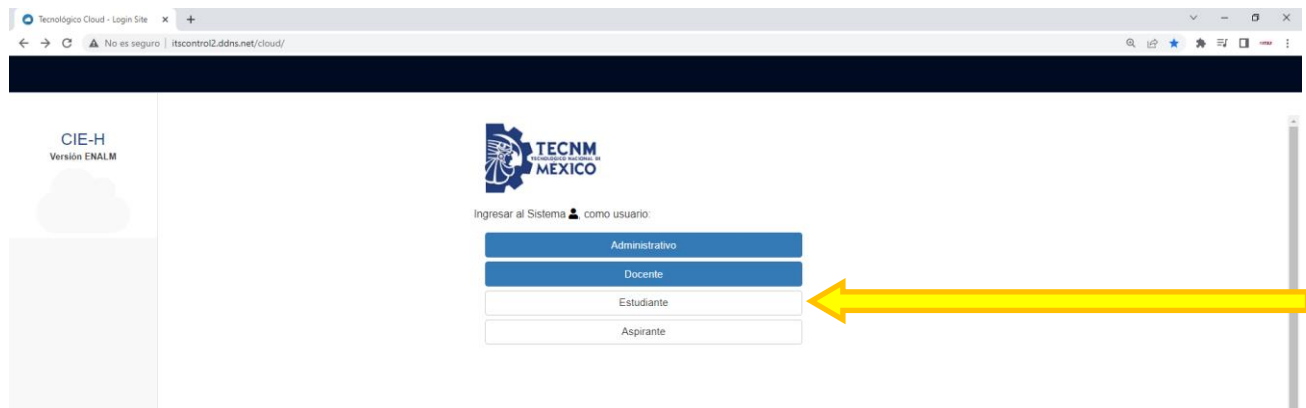 Tecnológico Cloud - Login Site
No es seguro | itscontrol2.ddns.net/cloud/
CIE-H
Versión ENALM
TECNM
TECNOLÓGICO NACIONAL DE
MÉXICO
Ingresar al Sistema , como usuario:
Administrativo
Docente
Estudiante
Aspirante